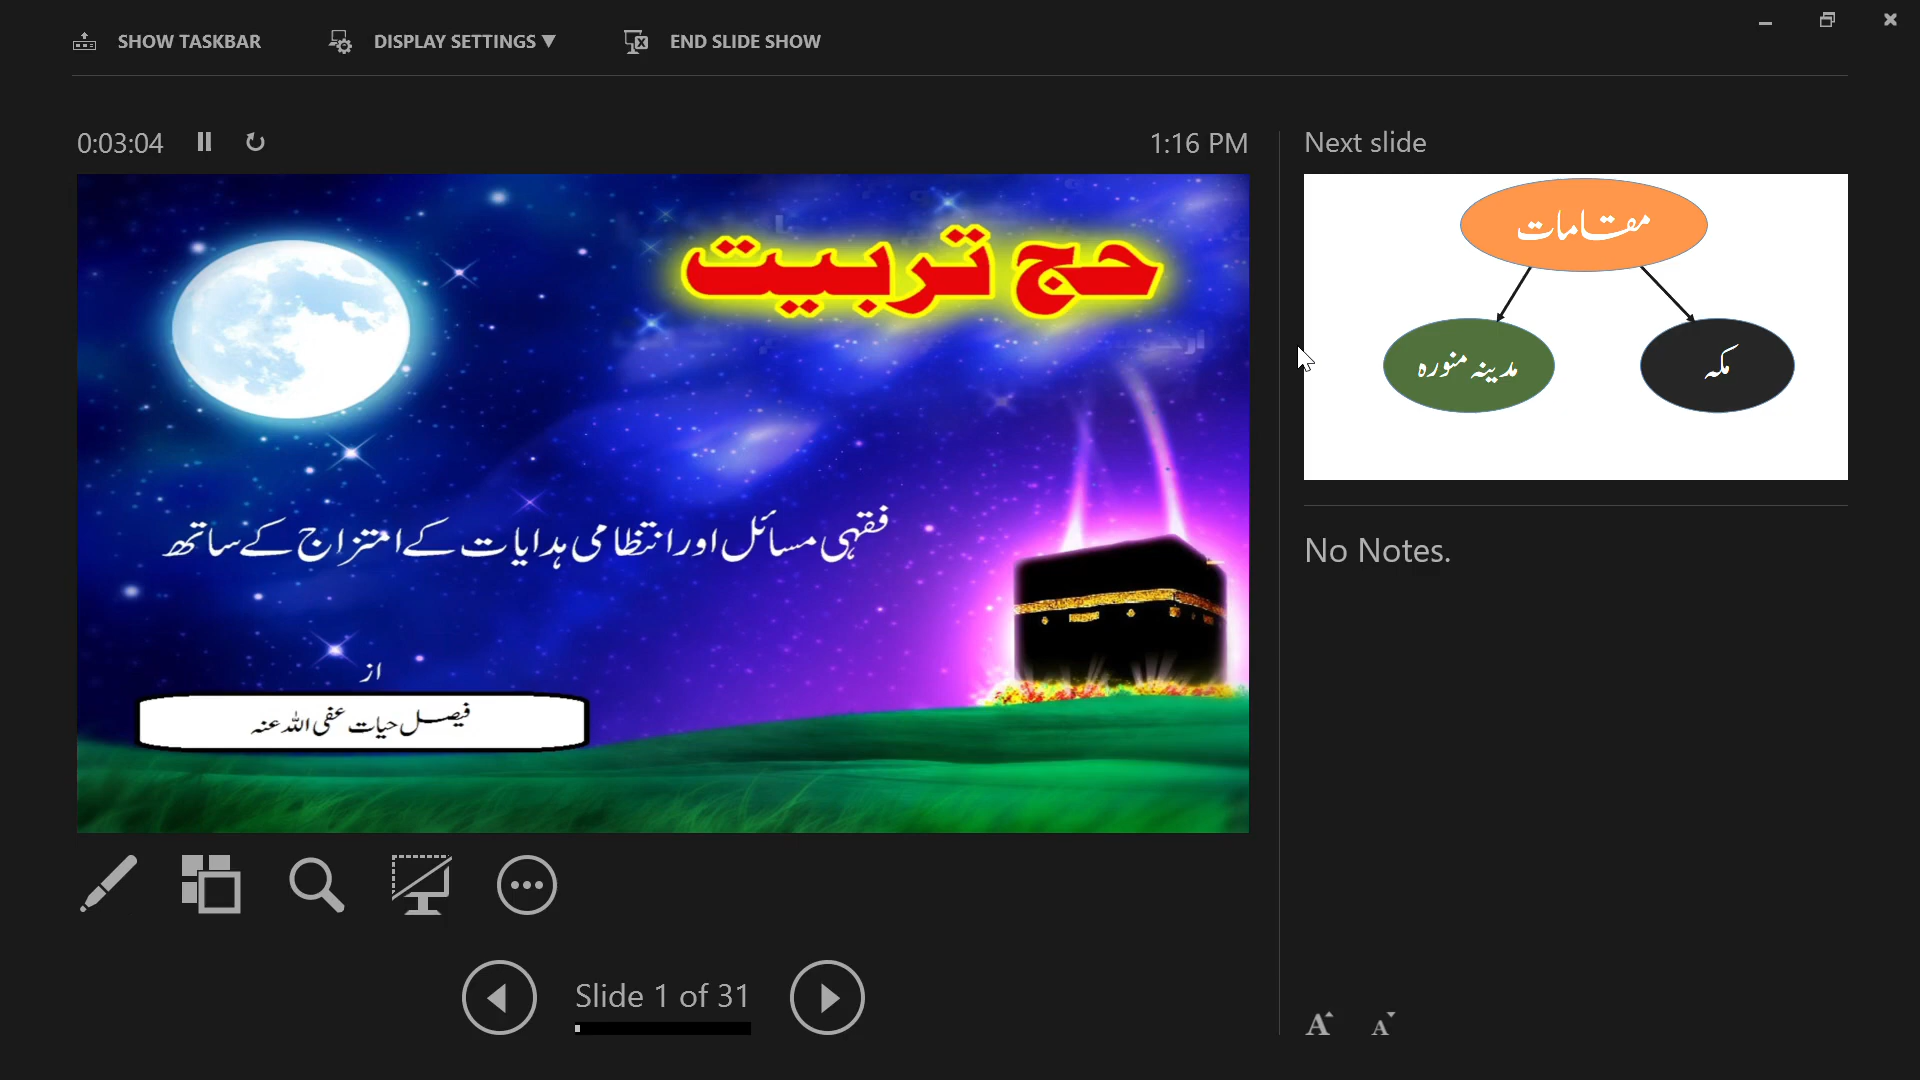 SHOW TASKBAR
DISPLAY SETTINGS ▼
END SLIDE SHOW
0:03:04
1:16 PM
Next slide
حج تربیت
فقہی مسائل اور انتظامی ہدایات کے امتزاج کے ساتھ
از
فیصل حیات عفی اللہ عنہ
مقامات
مکہ
مدینہ منورہ
No Notes.
Slide 1 of 31
A A